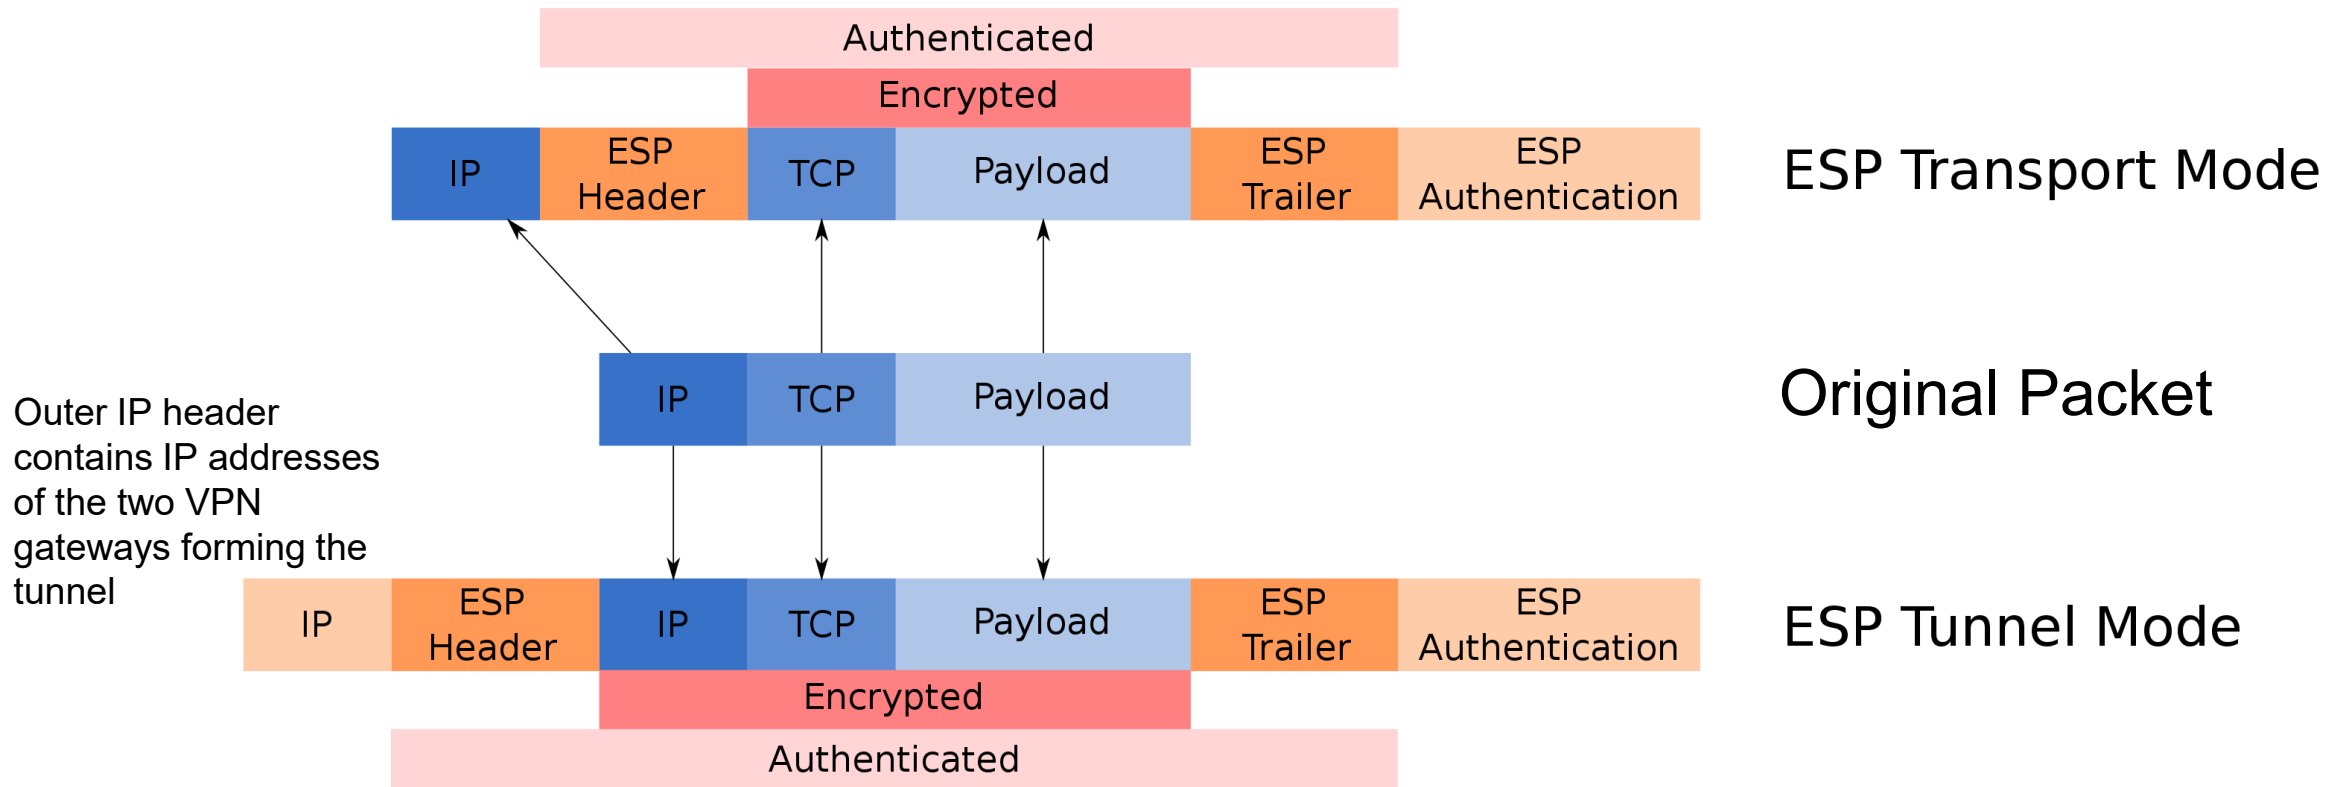 Authenticated
Encrypted
IP
ESP
Header
TCP
Payload
ESP
Trailer
ESP
Authentication
ESP Transport Mode
IP
TCP
Payload
Original Packet
Outer IP header
contains IP addresses
of the two VPN
gateways forming the
tunnel
IP
ESP
Header
IP
TCP
Payload
ESP
Trailer
ESP
Authentication
ESP Tunnel Mode
Encrypted
Authenticated